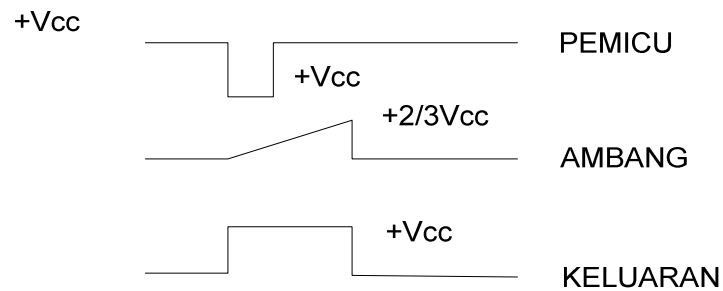 +Vcc
PEMICU
+Vcc
+2/3Vcc
AMBANG
+Vcc
KELUARAN